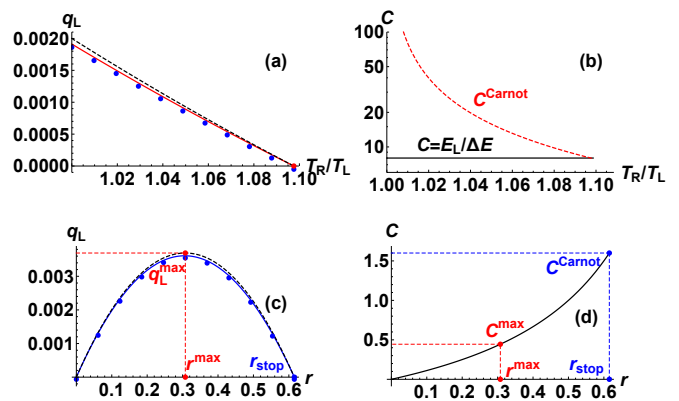 q_L
0.0020
0.0015
0.0010
0.0005
0.0000
(a)
1.02 1.04 1.06 1.08 1.10
T_R/T_L
C
100
50
20
10
(b)
C^Carnot
C=E_L/ΔE
1.00 1.02 1.04 1.06 1.08 1.10
T_R/T_L
q_L
0.003
0.002
0.001
q_L^max
(c)
r^max
r_stop
0.1 0.2 0.3 0.4 0.5 0.6
r
C
1.5
1.0
0.5
C^Carnot
C^max
(d)
r^max
r_stop
0.1 0.2 0.3 0.4 0.5 0.6
r